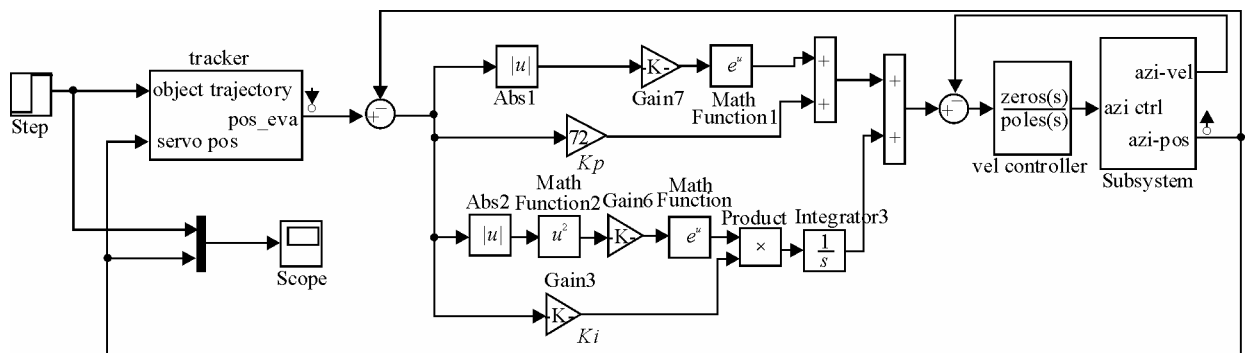 tracker
object trajectory
pos_eva
servo pos
Step
−
+
|u|
Abs1
-K-
Gain7
e^u
Math
Function1
+
+
72
Kp
+
+
−
+
zeros(s)
poles(s)
vel controller
azi-vel
azi ctrl
azi-pos
Subsystem
Abs2
|u|
Math
Function2
u^2
Gain6
-K-
Math
Function
e^u
Product
×
Integrator3
1
s
Gain3
-K-
Ki
Scope